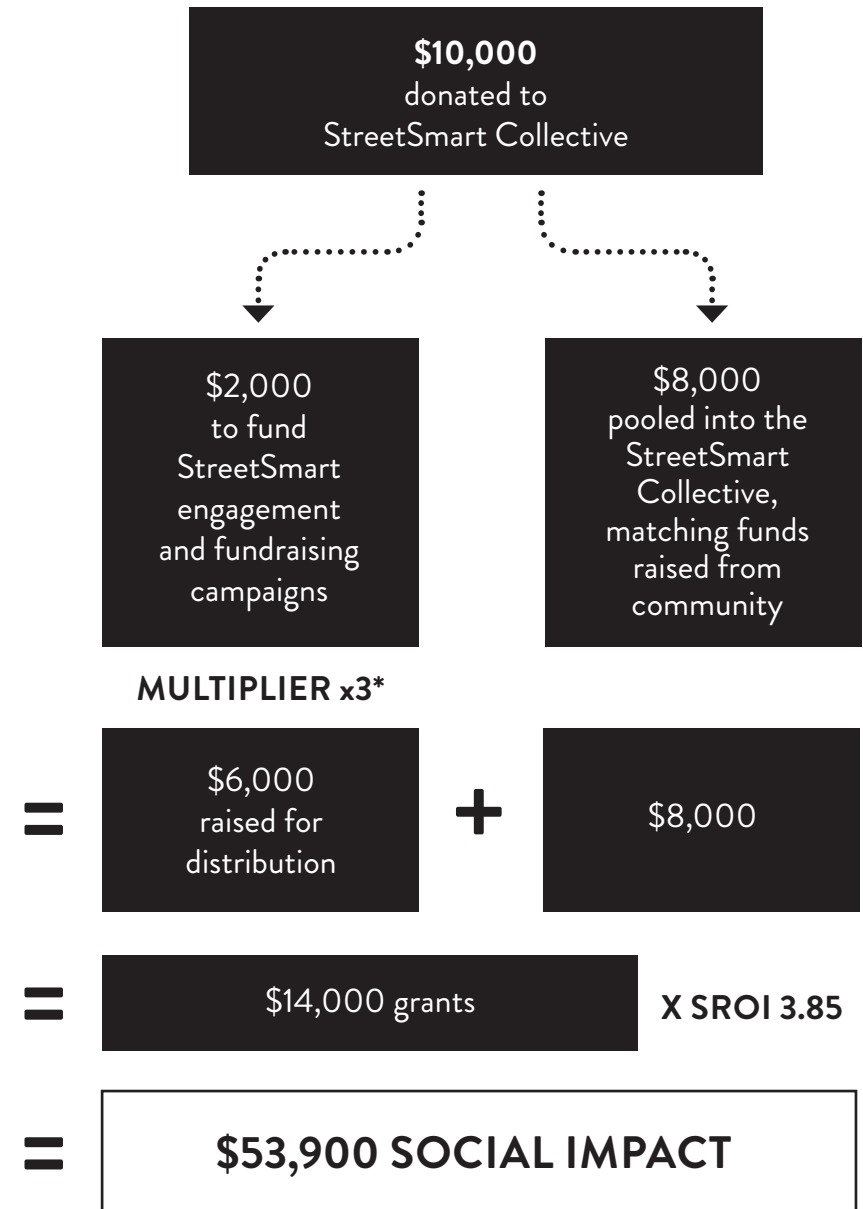 $10,000
donated to
StreetSmart Collective
$2,000
to fund
StreetSmart
engagement
and fundraising
campaigns
$8,000
pooled into the
StreetSmart
Collective,
matching funds
raised from
community
MULTIPLIER x3*
=
$6,000
raised for
distribution
+
$8,000
=
$14,000 grants
X SROI 3.85
=
$53,900 SOCIAL IMPACT